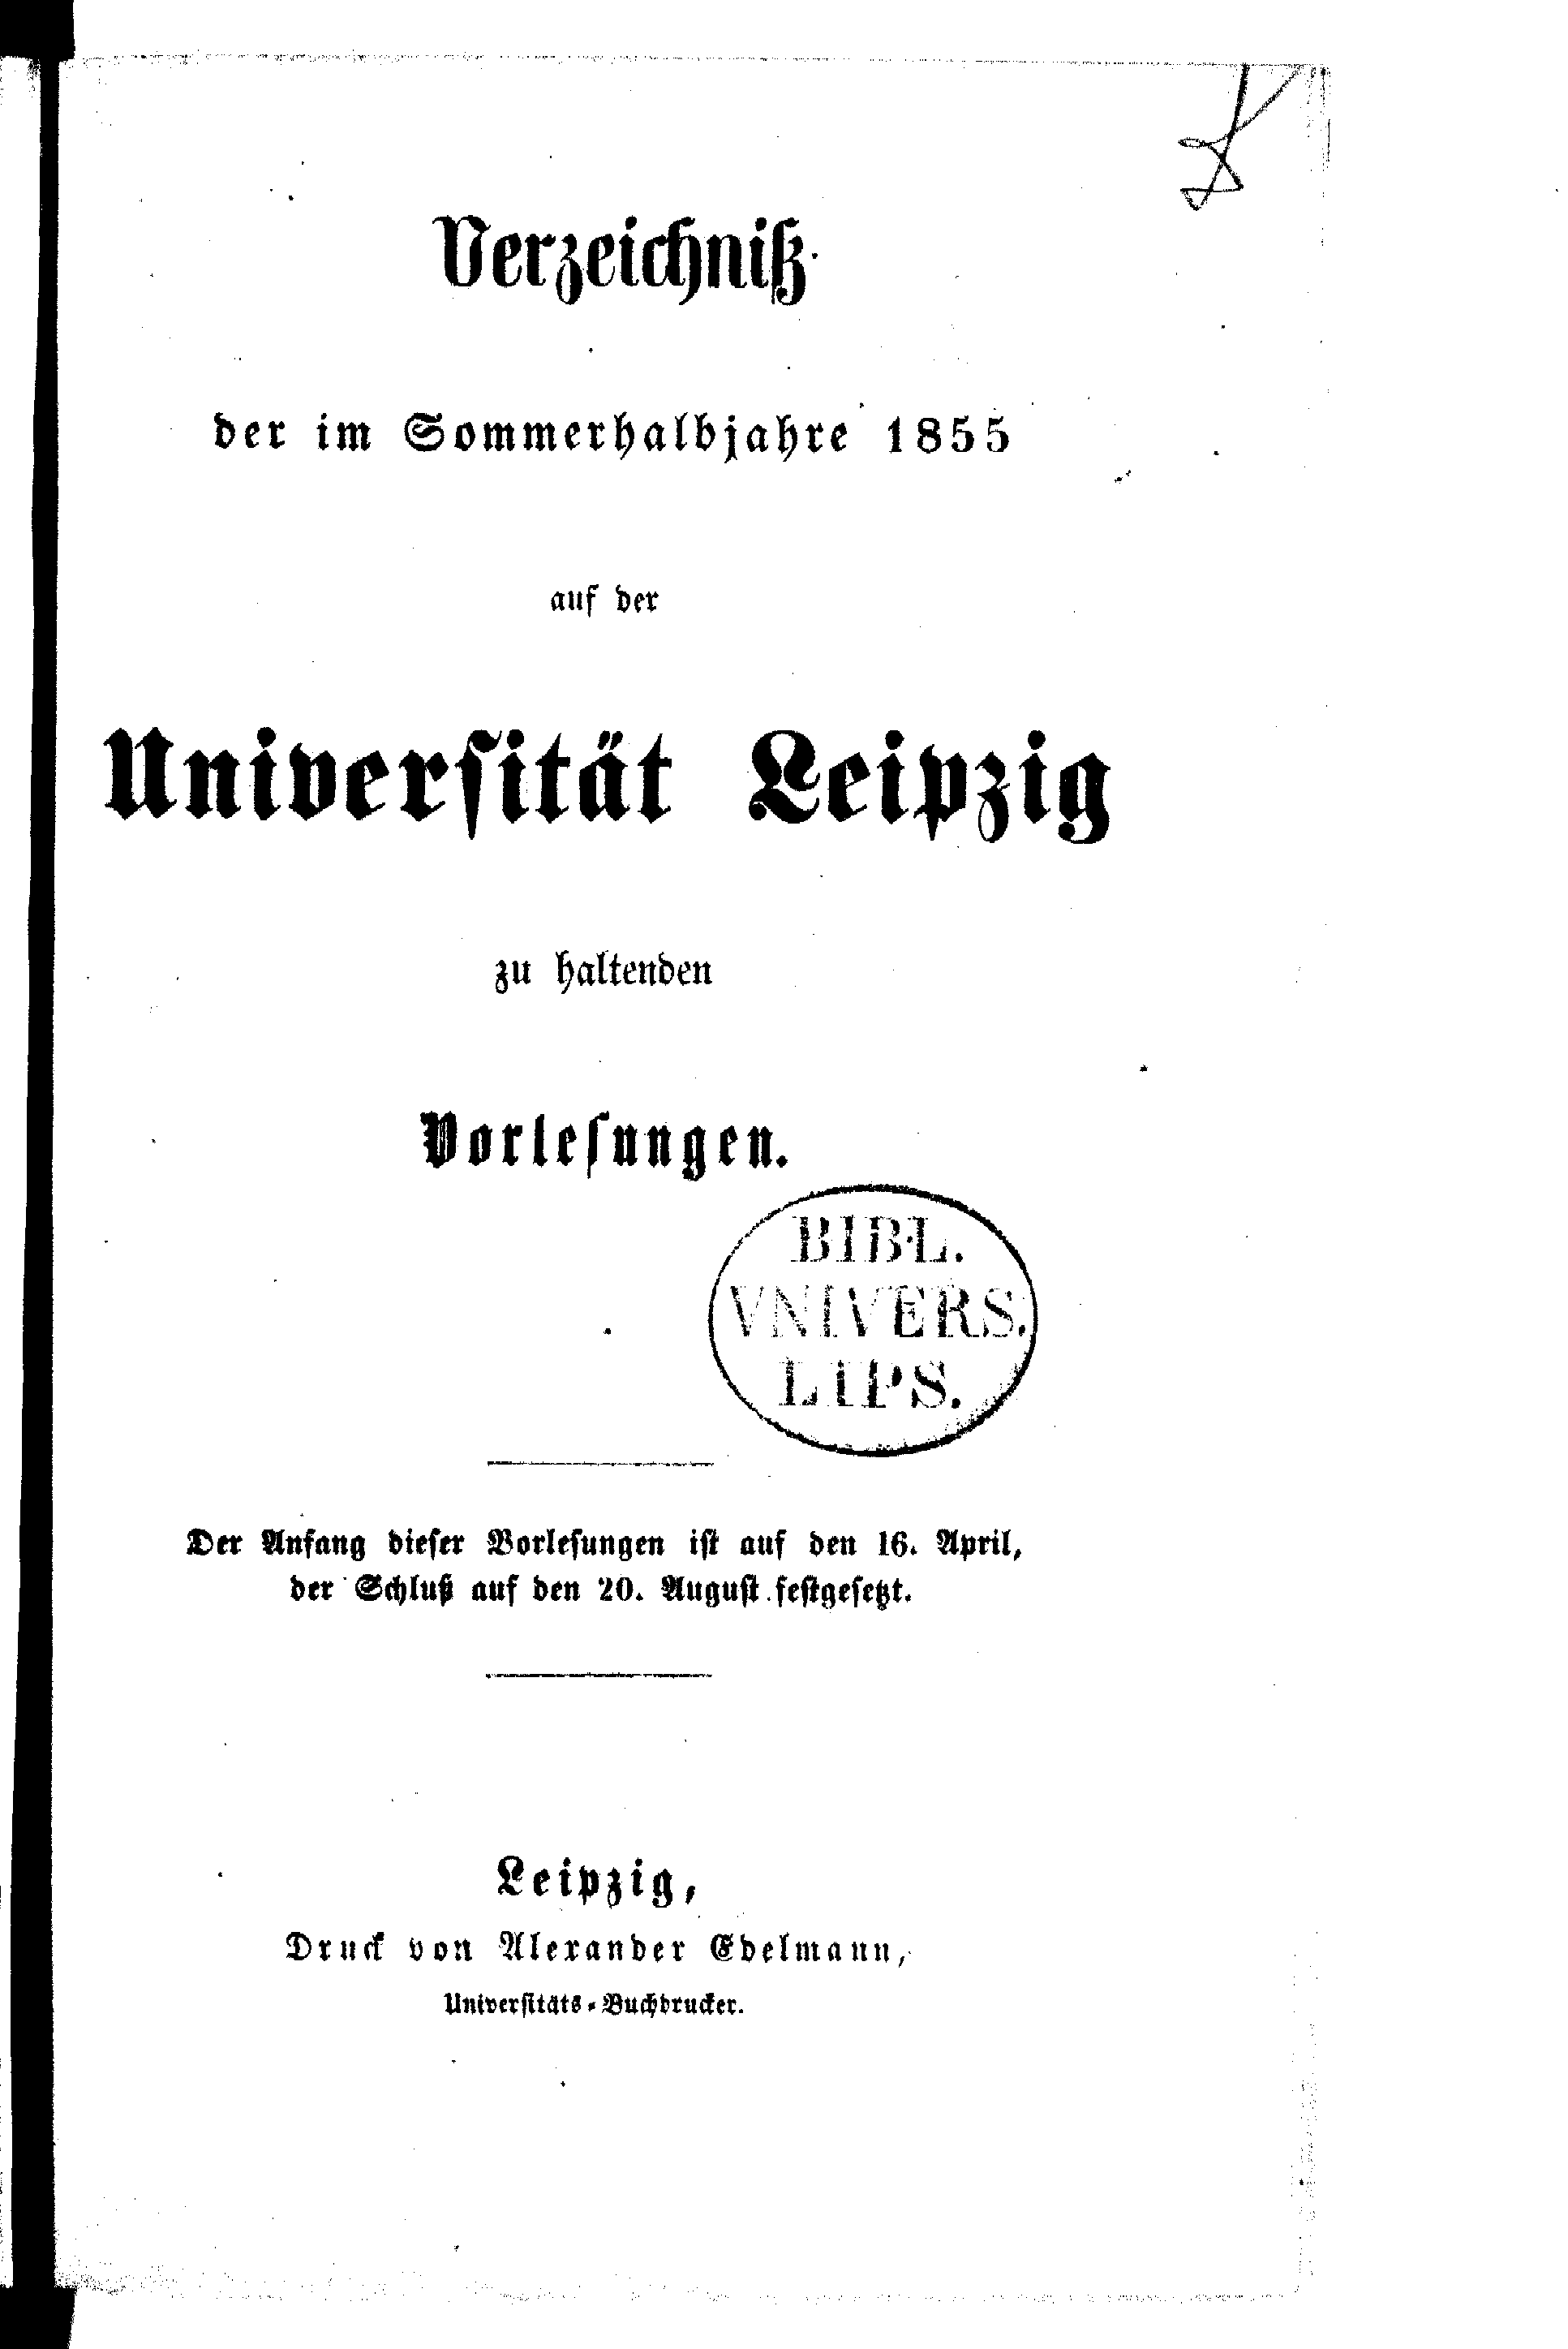 Verzeichniß
der im Sommerhalbjahre 1855
auf der
Universität Leipzig
zu haltenden
Vorlesungen.
BIBL.
VNIVERS.
LIPS.
Der Anfang dieser Vorlesungen ist auf den 16. April,
der Schluß auf den 20. August festgesetzt.
Leipzig,
Druck von Alexander Edelmann,
Universitäts-Buchdrucker.